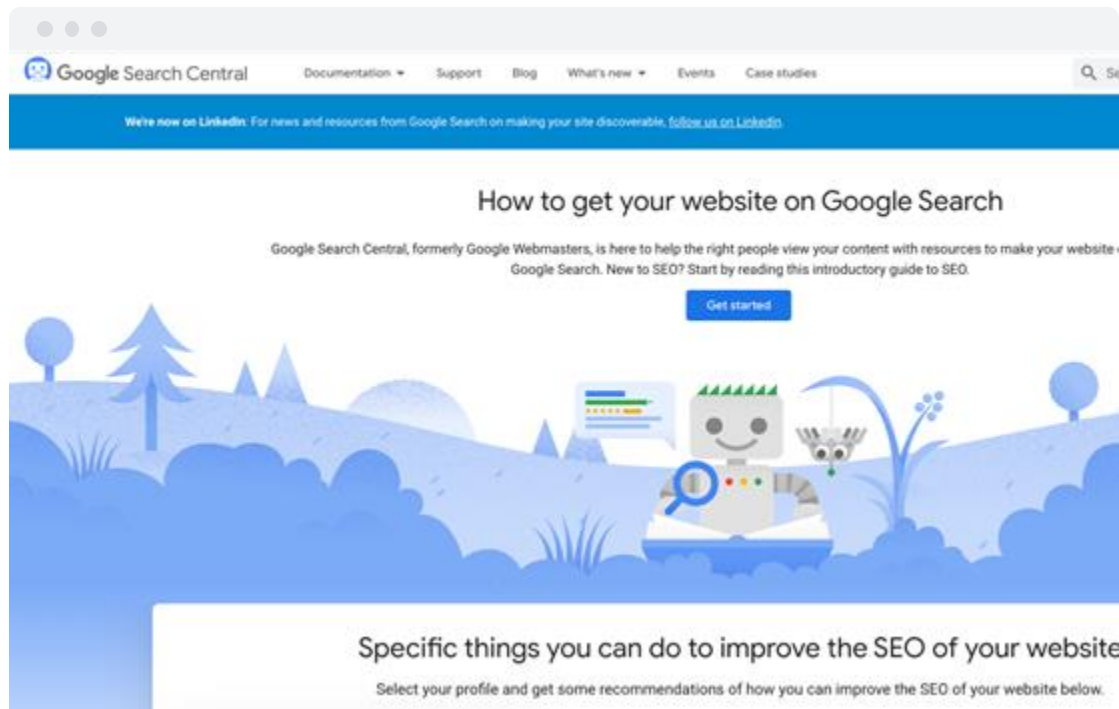 Google Search Central Documentation Support Blog What's new Events Case studies
We're now on LinkedIn: For news and resources from Google Search on making your site discoverable, follow us on LinkedIn.
How to get your website on Google Search
Google Search Central, formerly Google Webmasters, is here to help the right people view your content with resources to make your website
Google Search. New to SEO? Start by reading this introductory guide to SEO.
Get started
Specific things you can do to improve the SEO of your website
Select your profile and get some recommendations of how you can improve the SEO of your website below.